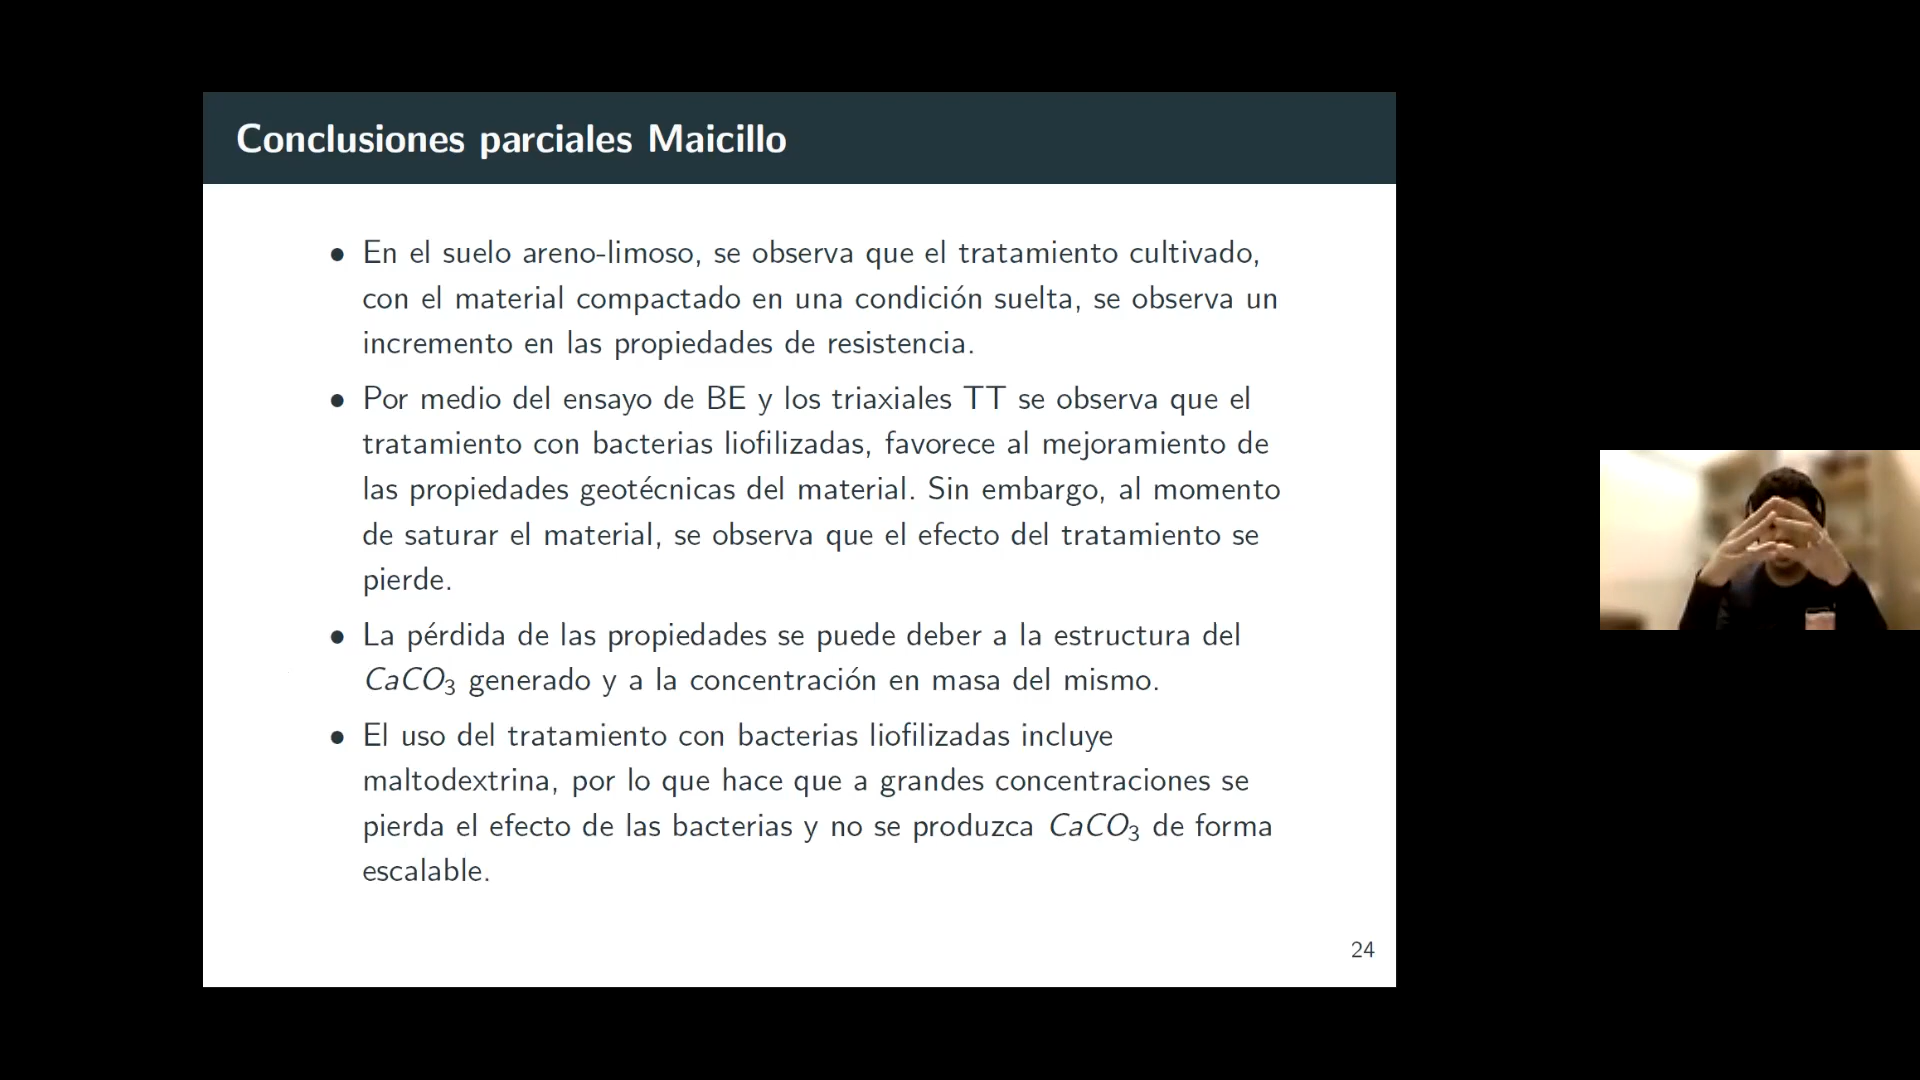 Conclusiones parciales Maicillo
• En el suelo areno-limoso, se observa que el tratamiento cultivado,
con el material compactado en una condición suelta, se observa un
incremento en las propiedades de resistencia.
• Por medio del ensayo de BE y los triaxiales TT se observa que el
tratamiento con bacterias liofilizadas, favorece al mejoramiento de
las propiedades geotécnicas del material. Sin embargo, al momento
de saturar el material, se observa que el efecto del tratamiento se
pierde.
• La pérdida de las propiedades se puede deber a la estructura del
CaCO₃ generado y a la concentración en masa del mismo.
• El uso del tratamiento con bacterias liofilizadas incluye
maltodextrina, por lo que hace que a grandes concentraciones se
pierda el efecto de las bacterias y no se produzca CaCO₃ de forma
escalable.
24